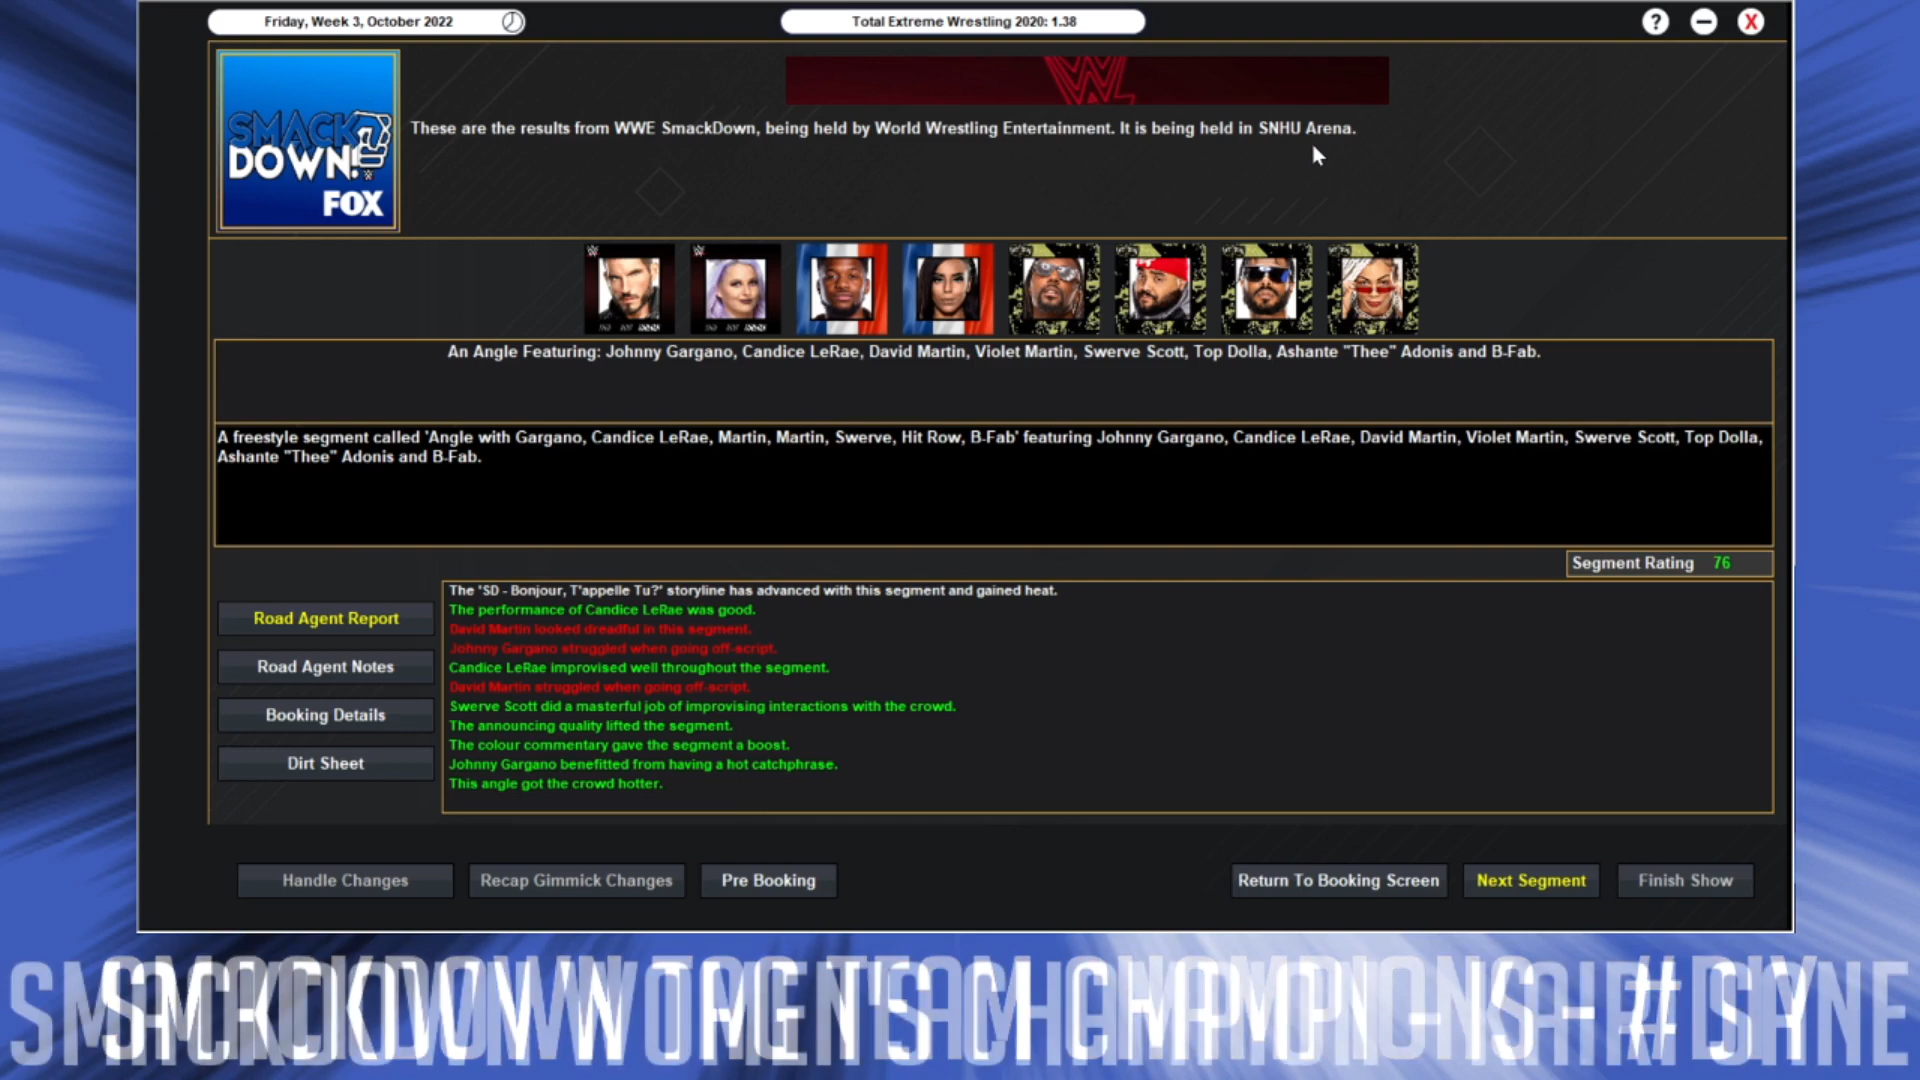 Friday, Week 3, October 2022
Total Extreme Wrestling 2020: 1.38
?
X
SMACK
DOWN!
FOX
These are the results from WWE SmackDown, being held by World Wrestling Entertainment. It is being held in SNHU Arena.
An Angle Featuring: Johnny Gargano, Candice LeRae, David Martin, Violet Martin, Swerve Scott, Top Dolla, Ashante "Thee" Adonis and B-Fab.
A freestyle segment called 'Angle with Gargano, Candice LeRae, Martin, Martin, Swerve, Hit Row, B-Fab' featuring Johnny Gargano, Candice LeRae, David Martin, Violet Martin, Swerve Scott, Top Dolla,
Ashante "Thee" Adonis and B-Fab.
Segment Rating 76
Road Agent Report
Road Agent Notes
Booking Details
Dirt Sheet
The 'SD - Bonjour, T'appelle Tu?' storyline has advanced with this segment and gained heat.
The performance of Candice LeRae was good.
David Martin looked dreadful in this segment.
Johnny Gargano struggled when going off-script.
Candice LeRae improvised well throughout the segment.
David Martin struggled when going off-script.
Swerve Scott did a masterful job of improvising interactions with the crowd.
The announcing quality lifted the segment.
The colour commentary gave the segment a boost.
Johnny Gargano benefitted from having a hot catchphrase.
This angle got the crowd hotter.
Handle Changes
Recap Gimmick Changes
Pre Booking
Return To Booking Screen
Next Segment
Finish Show